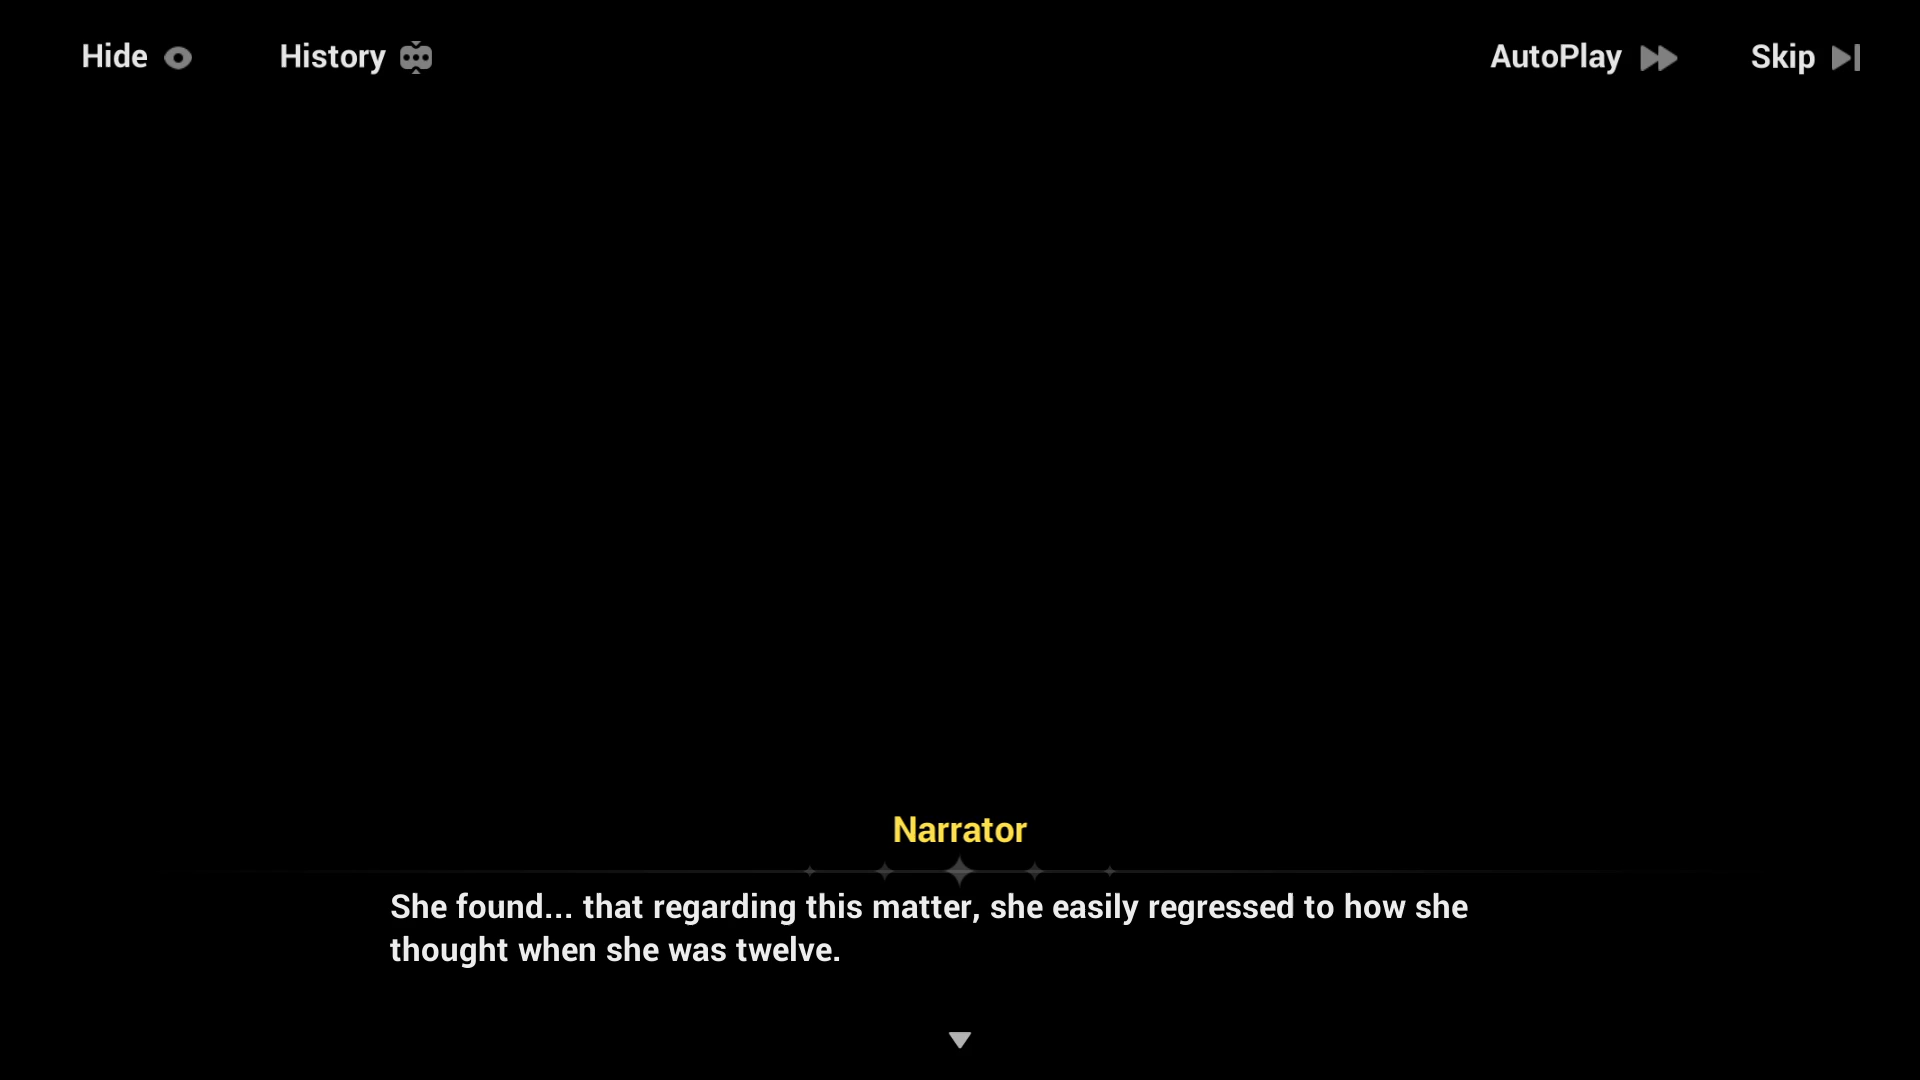 Hide
History
AutoPlay
Skip
Narrator
She found... that regarding this matter, she easily regressed to how she
thought when she was twelve.